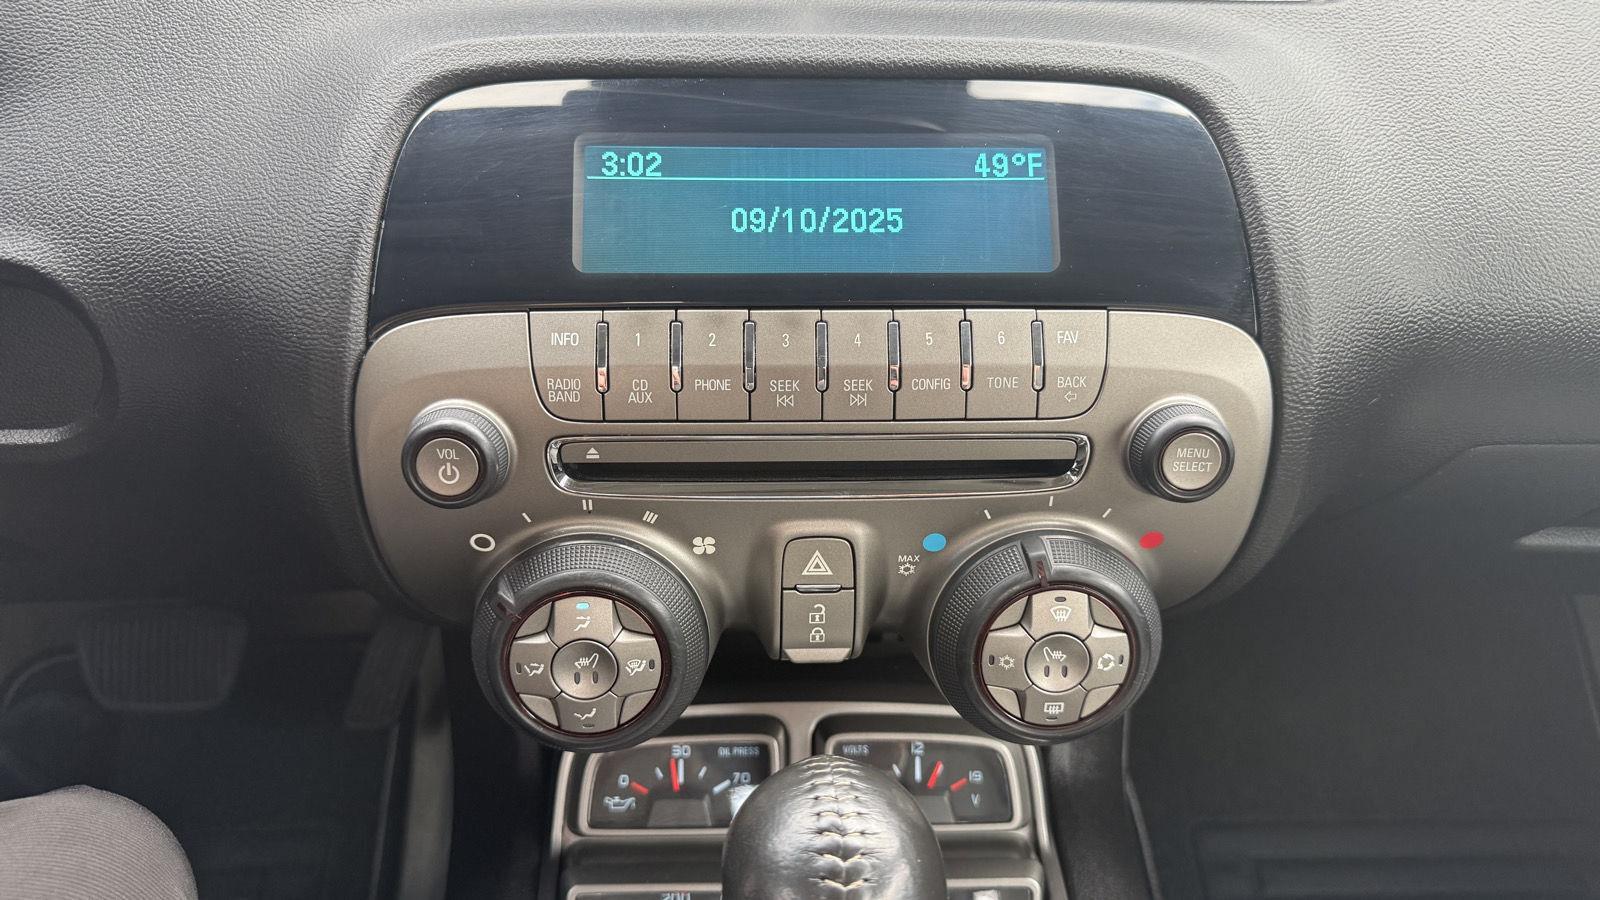 3:02 49°F
09/10/2025
INFO 1 2 3 4 5 6 FAV
RADIO BAND
CD AUX
PHONE
SEEK
SEEK
CONFIG
TONE
BACK
VOL
MENU SELECT
MAX
0 30 70 OIL PRESS
VOLTS 12 19 V